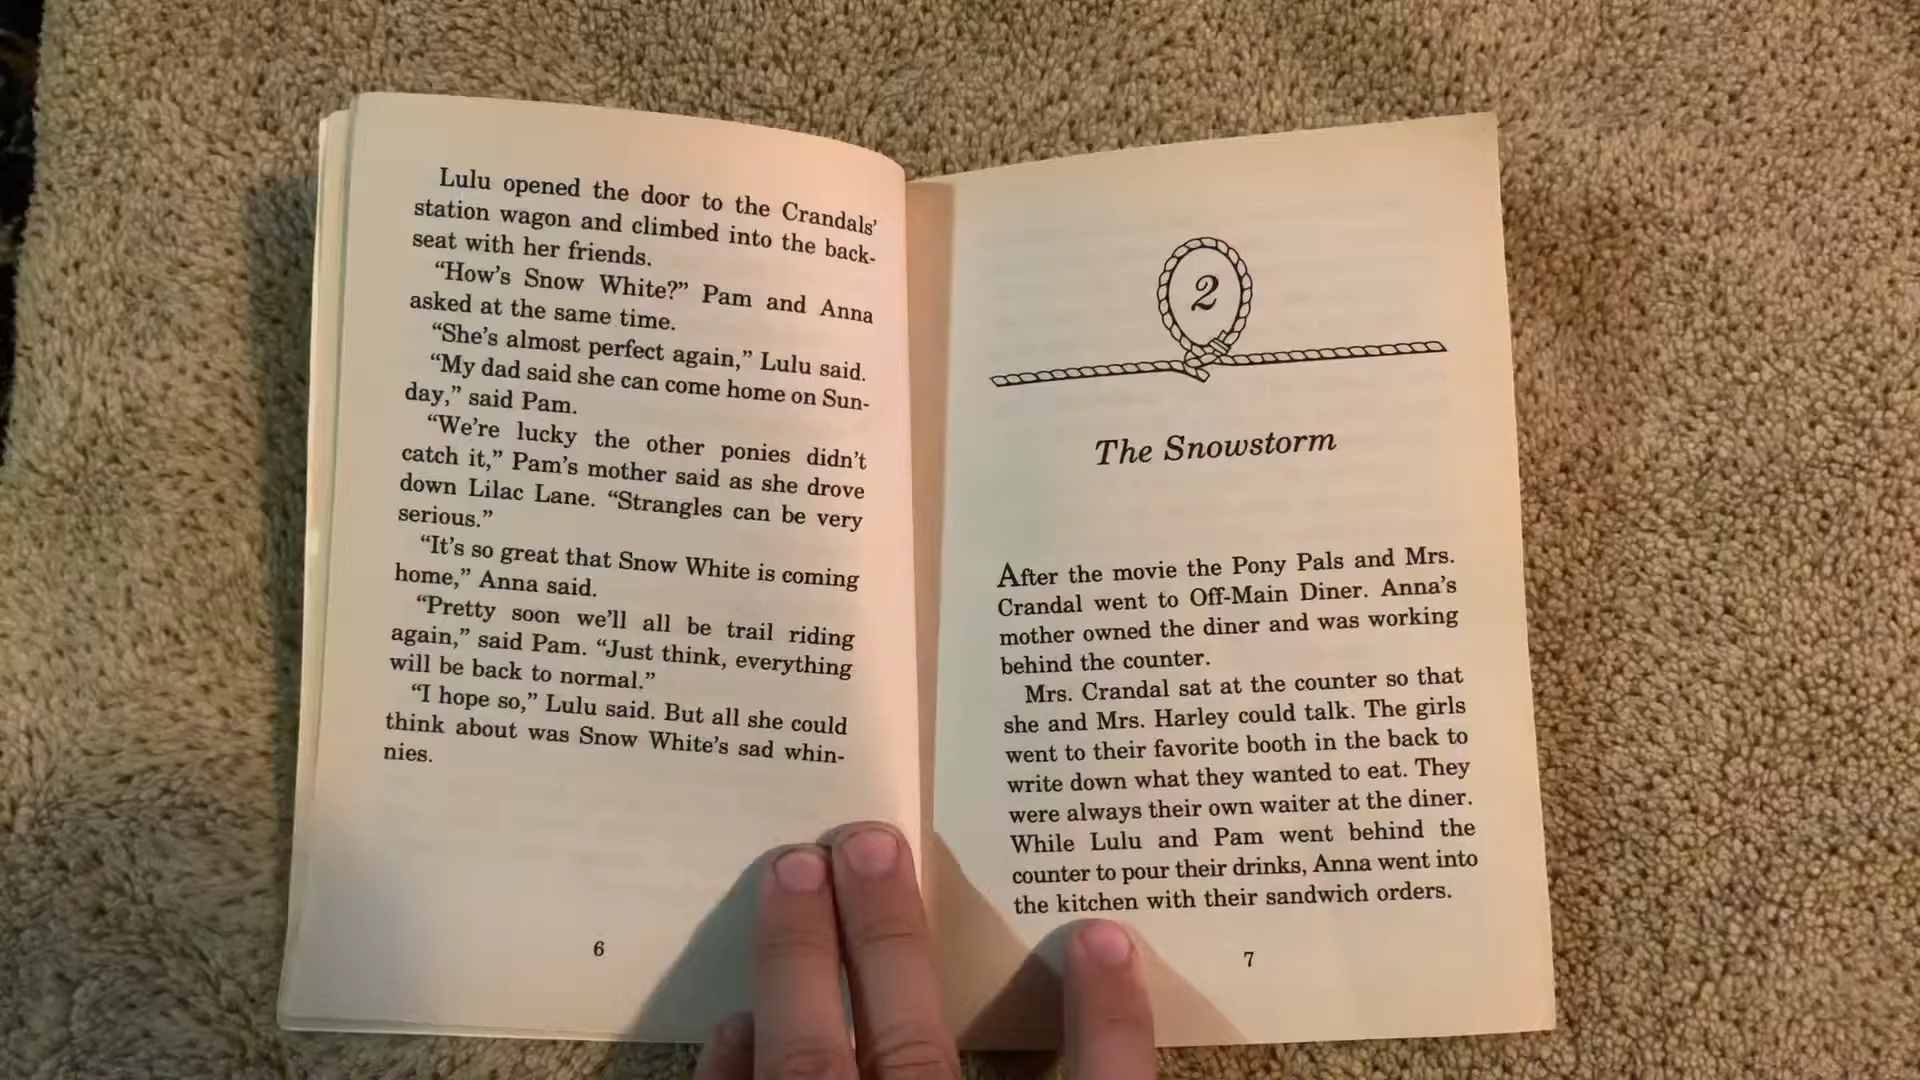 Lulu opened the door to the Crandals’
station wagon and climbed into the back-
seat with her friends.
“How’s Snow White?” Pam and Anna
asked at the same time.
“She’s almost perfect again,” Lulu said.
“My dad said she can come home on Sun-
day,” said Pam.
“We’re lucky the other ponies didn’t
catch it,” Pam’s mother said as she drove
down Lilac Lane. “Strangles can be very
serious.”
“It’s so great that Snow White is coming
home,” Anna said.
“Pretty soon we’ll all be trail riding
again,” said Pam. “Just think, everything
will be back to normal.”
“I hope so,” Lulu said. But all she could
think about was Snow White’s sad whin-
nies.
6
2
The Snowstorm
After the movie the Pony Pals and Mrs.
Crandal went to Off-Main Diner. Anna’s
mother owned the diner and was working
behind the counter.
Mrs. Crandal sat at the counter so that
she and Mrs. Harley could talk. The girls
went to their favorite booth in the back to
write down what they wanted to eat. They
were always their own waiter at the diner.
While Lulu and Pam went behind the
counter to pour their drinks, Anna went into
the kitchen with their sandwich orders.
7